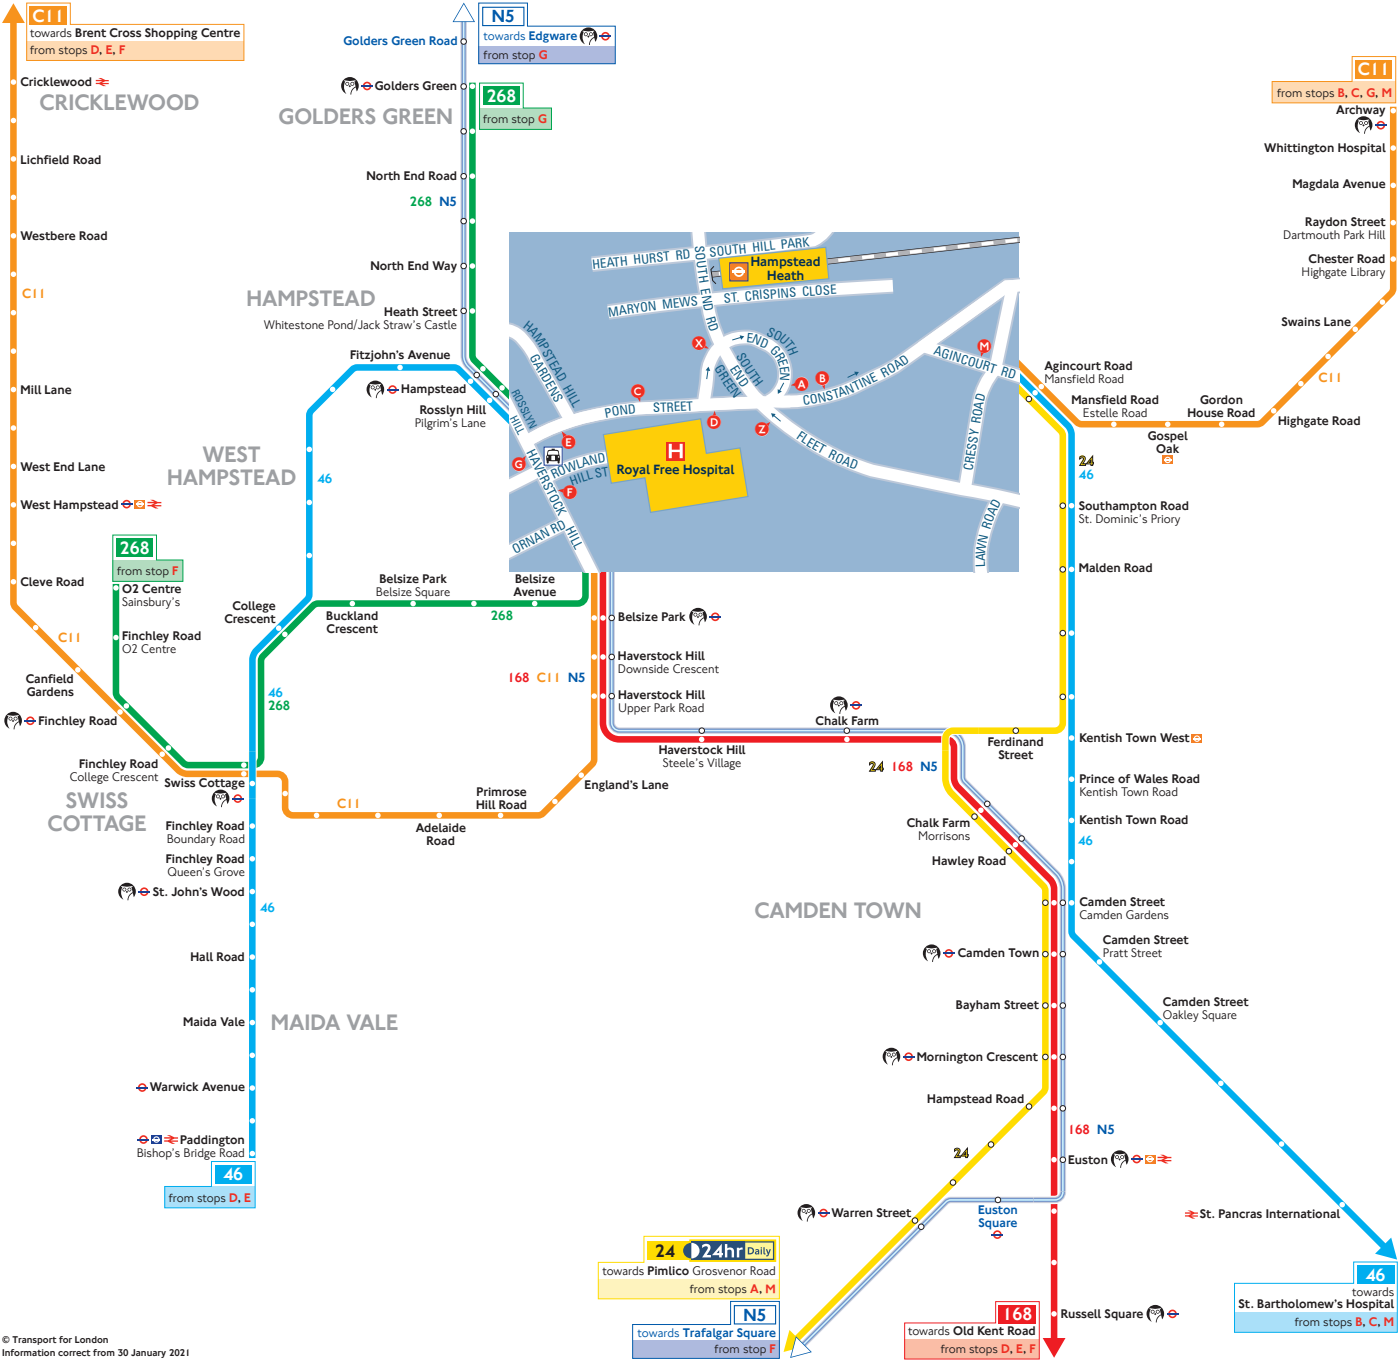 C11
towards Brent Cross Shopping Centre
from stops D, E, F
N5
towards Edgware
from stop G
Golders Green Road
Cricklewood
CRICKLEWOOD
Golders Green
GOLDERS GREEN
268
from stop G
C11
from stops B, C, G, M
Archway
Whittington Hospital
Magdala Avenue
Raydon Street
Dartmouth Park Hill
Chester Road
Highgate Library
Swains Lane
C11
Highgate Road
Gordon
House Road
Gospel
Oak
Mansfield Road
Estelle Road
Agincourt Road
Mansfield Road
Lichfield Road
Westbere Road
C11
Mill Lane
West End Lane
West Hampstead
Cleve Road
C11
Canfield
Gardens
Finchley Road
Finchley Road
College Crescent
North End Road
268 N5
North End Way
HAMPSTEAD
Heath Street
Whitestone Pond/Jack Straw's Castle
Fitzjohn's Avenue
Hampstead
Rosslyn Hill
Pilgrim's Lane
WEST
HAMPSTEAD
46
HEATH HURST RD
SOUTH HILL PARK
Hampstead
Heath
SOUTH END RD
MARYON MEWS
ST. CRISPINS CLOSE
HAMPSTEAD HILL
GARDENS
ROSSLYN
HILL
X
SOUTH
END GREEN
SOUTH
END
GREEN
A
B
C
D
E
F
G
M
Z
POND STREET
CONSTANTINE ROAD
AGINCOURT RD
CRESSY ROAD
FLEET ROAD
LAWN ROAD
H
Royal Free Hospital
ROWLAND
HILL ST
HAVERSTOCK HILL
ORNAN RD
268
from stop F
O2 Centre
Sainsbury's
Finchley Road
O2 Centre
College
Crescent
Buckland
Crescent
Belsize Park
Belsize Square
268
Belsize
Avenue
46
268
Belsize Park
Haverstock Hill
Downside Crescent
168 C11 N5
Haverstock Hill
Upper Park Road
Haverstock Hill
Steele's Village
Chalk Farm
England's Lane
Primrose
Hill Road
Adelaide
Road
C11
Swiss Cottage
SWISS
COTTAGE
Finchley Road
Boundary Road
Finchley Road
Queen's Grove
St. John's Wood
46
Hall Road
Maida Vale
MAIDA VALE
Warwick Avenue
Paddington
Bishop's Bridge Road
46
from stops D, E
24
46
Southampton Road
St. Dominic's Priory
Malden Road
Kentish Town West
Ferdinand
Street
24 168 N5
Prince of Wales Road
Kentish Town Road
Kentish Town Road
46
Chalk Farm
Morrisons
Hawley Road
CAMDEN TOWN
Camden Street
Camden Gardens
Camden Street
Pratt Street
Camden Street
Oakley Square
Camden Town
Bayham Street
Mornington Crescent
Hampstead Road
168 N5
24
Euston
Euston
Square
Warren Street
St. Pancras International
24 24hr Daily
towards Pimlico Grosvenor Road
from stops A, M
N5
towards Trafalgar Square
from stop F
168
towards Old Kent Road
from stops D, E, F
Russell Square
46
towards
St. Bartholomew's Hospital
from stops B, C, M
© Transport for London
Information correct from 30 January 2021